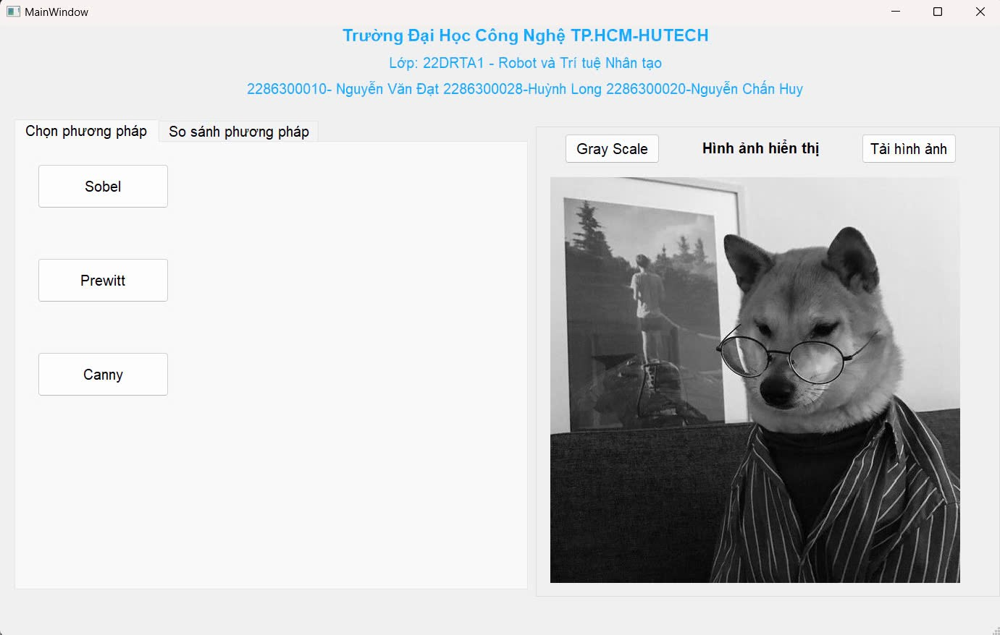 MainWindow
Trường Đại Học Công Nghệ TP.HCM-HUTECH
Lớp: 22DRTA1 - Robot và Trí tuệ Nhân tạo
2286300010- Nguyễn Văn Đạt 2286300028-Huỳnh Long 2286300020-Nguyễn Chấn Huy
Chọn phương pháp
So sánh phương pháp
Sobel
Prewitt
Canny
Gray Scale
Hình ảnh hiển thị
Tải hình ảnh